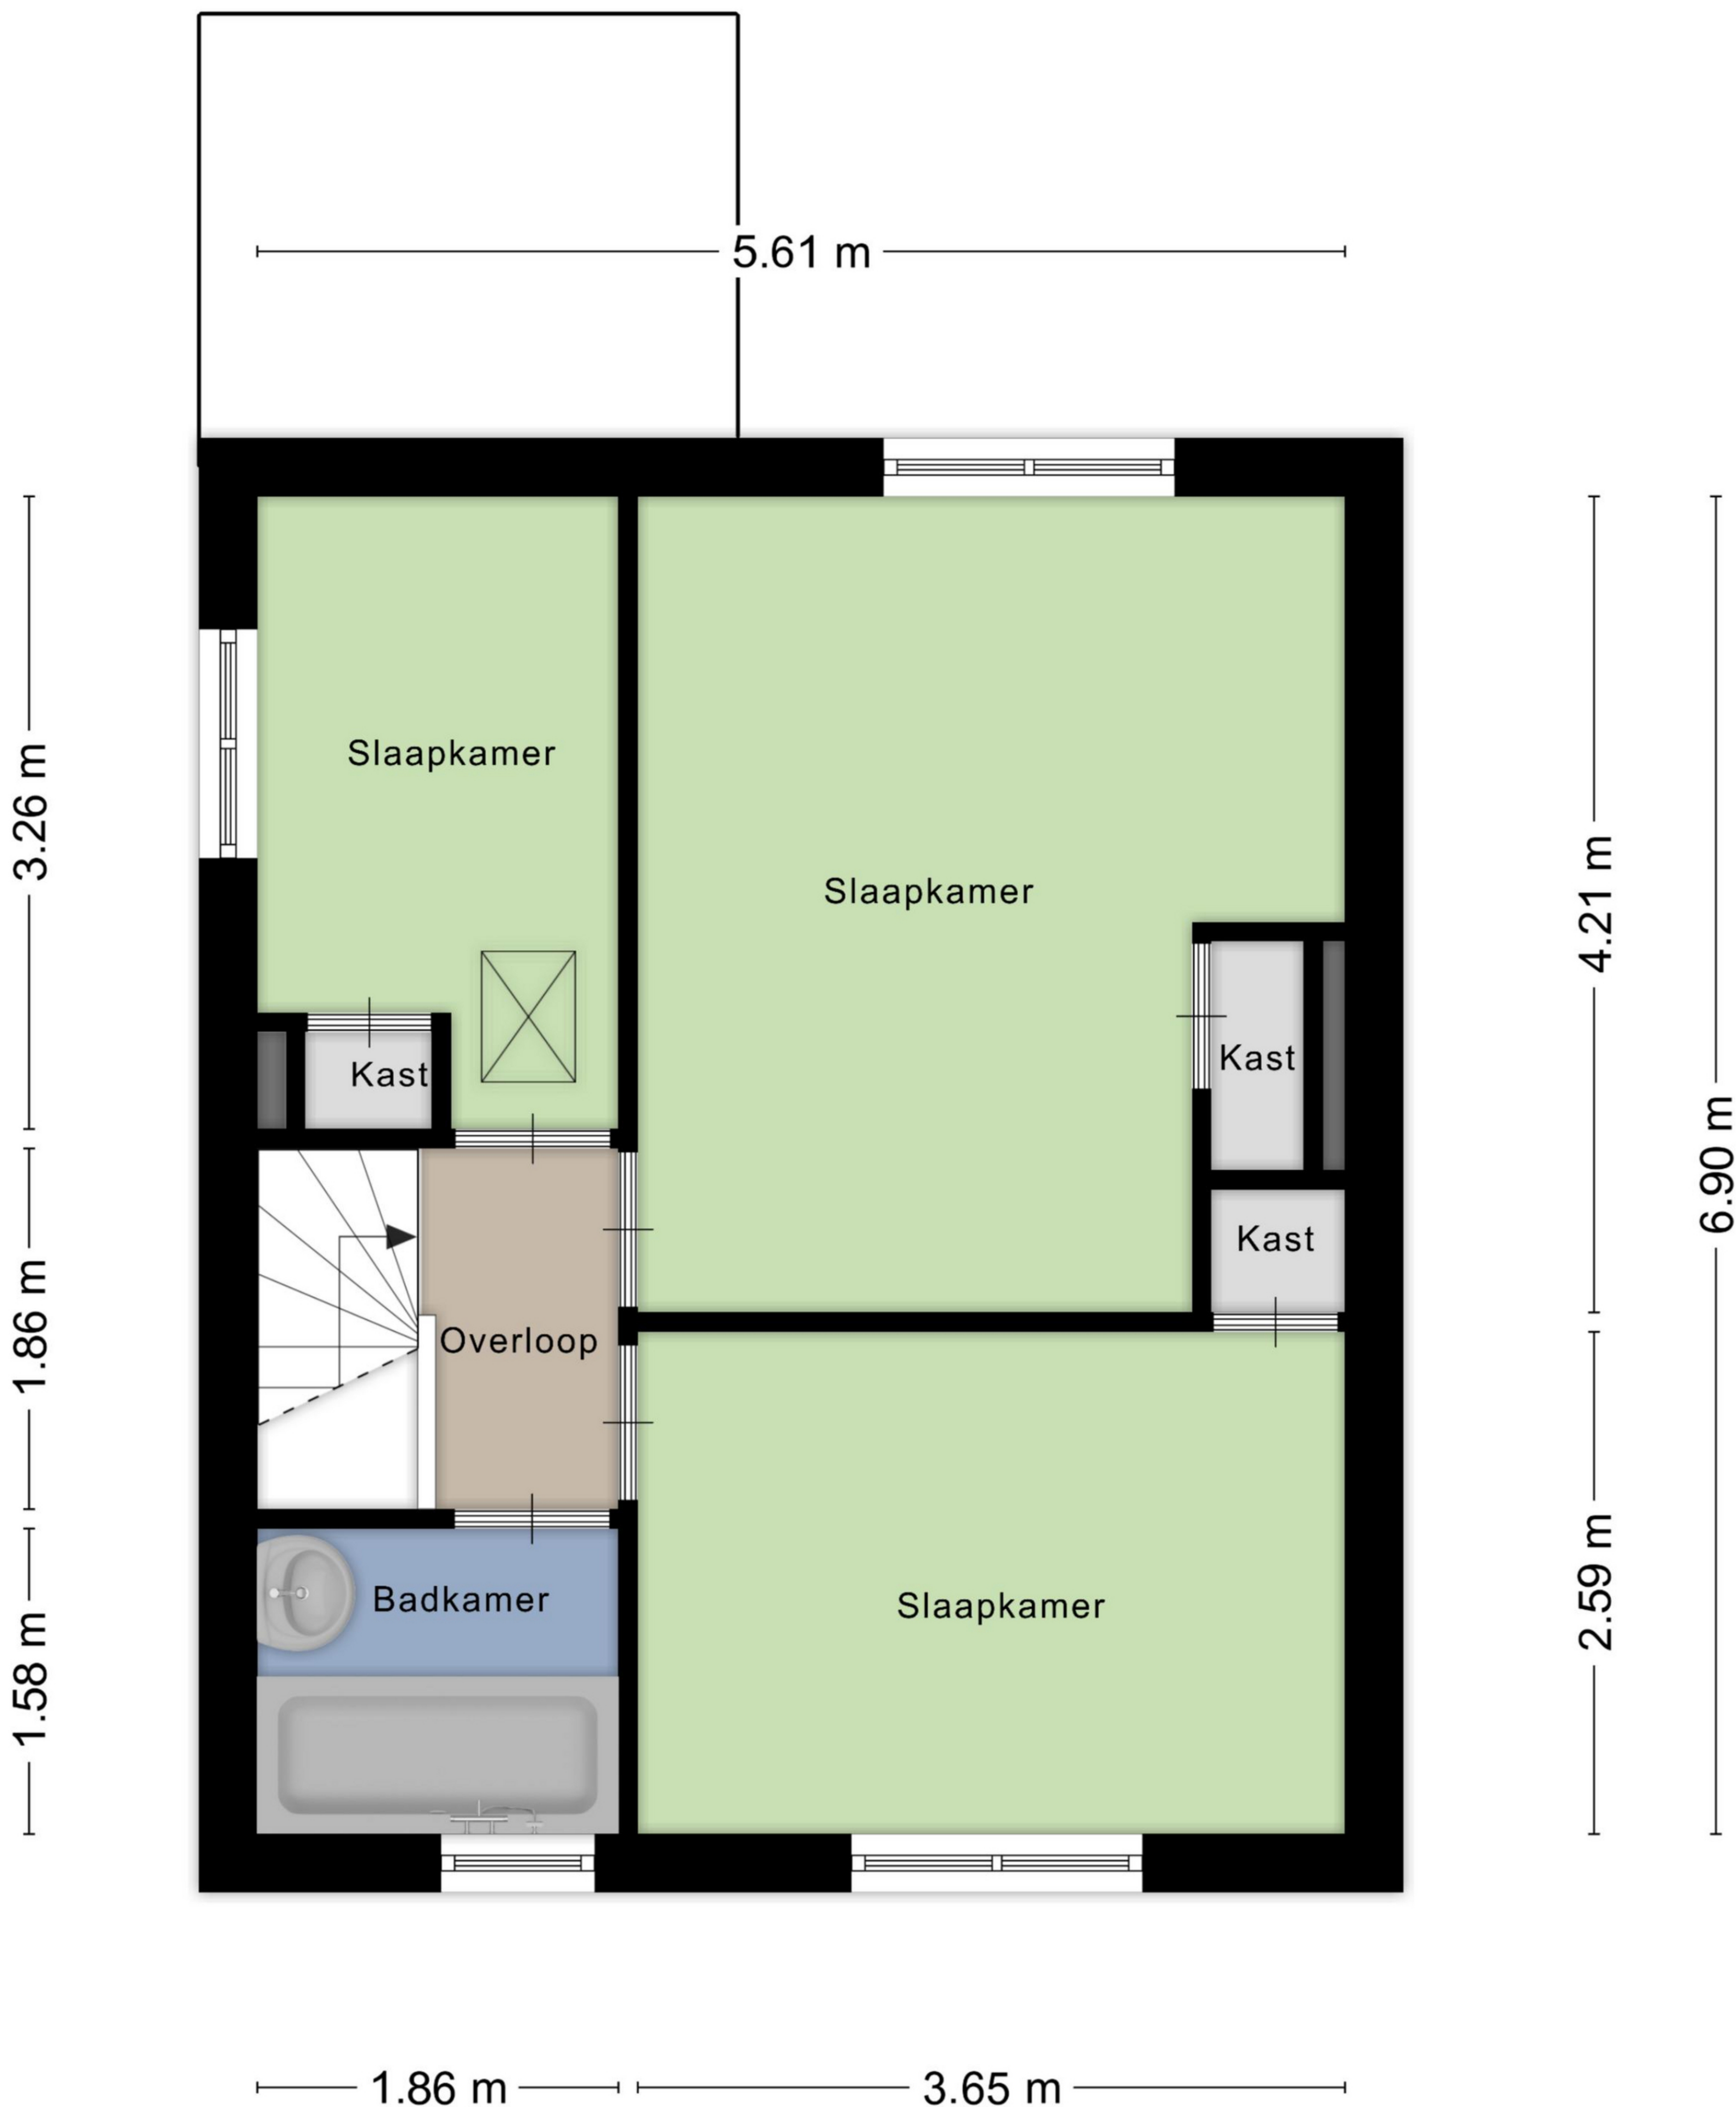 5.61 m
Slaapkamer
3.26 m
Slaapkamer
4.21 m
Kast
Kast
6.90 m
Kast
1.86 m
Overloop
Badkamer
Slaapkamer
2.59 m
1.58 m
1.86 m
3.65 m